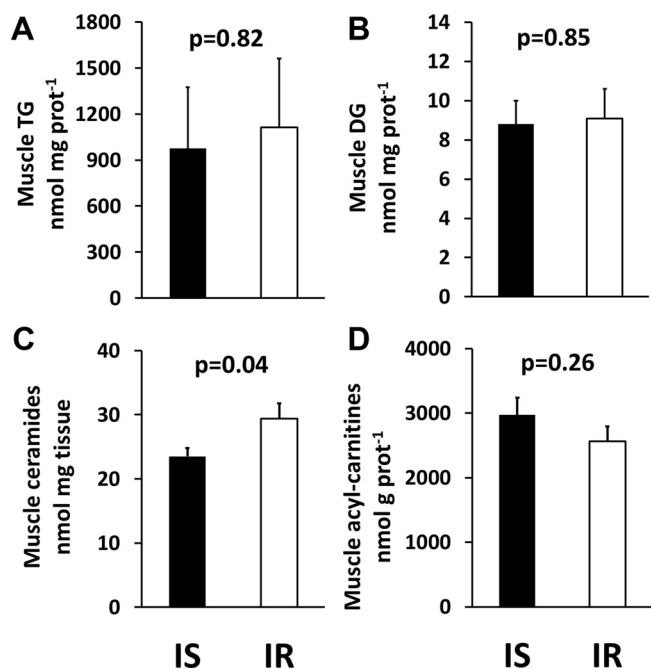 A
p=0.82
Muscle TG
nmol mg prot-1
1800
1500
1200
900
600
300
0
B
p=0.85
Muscle DG
nmol mg prot-1
14
12
10
8
6
4
2
0
C
p=0.04
Muscle ceramides
nmol mg tissue
40
30
20
10
0
IS
IR
D
p=0.26
Muscle acyl-carnitines
nmol g prot-1
4000
3000
2000
1000
0
IS
IR